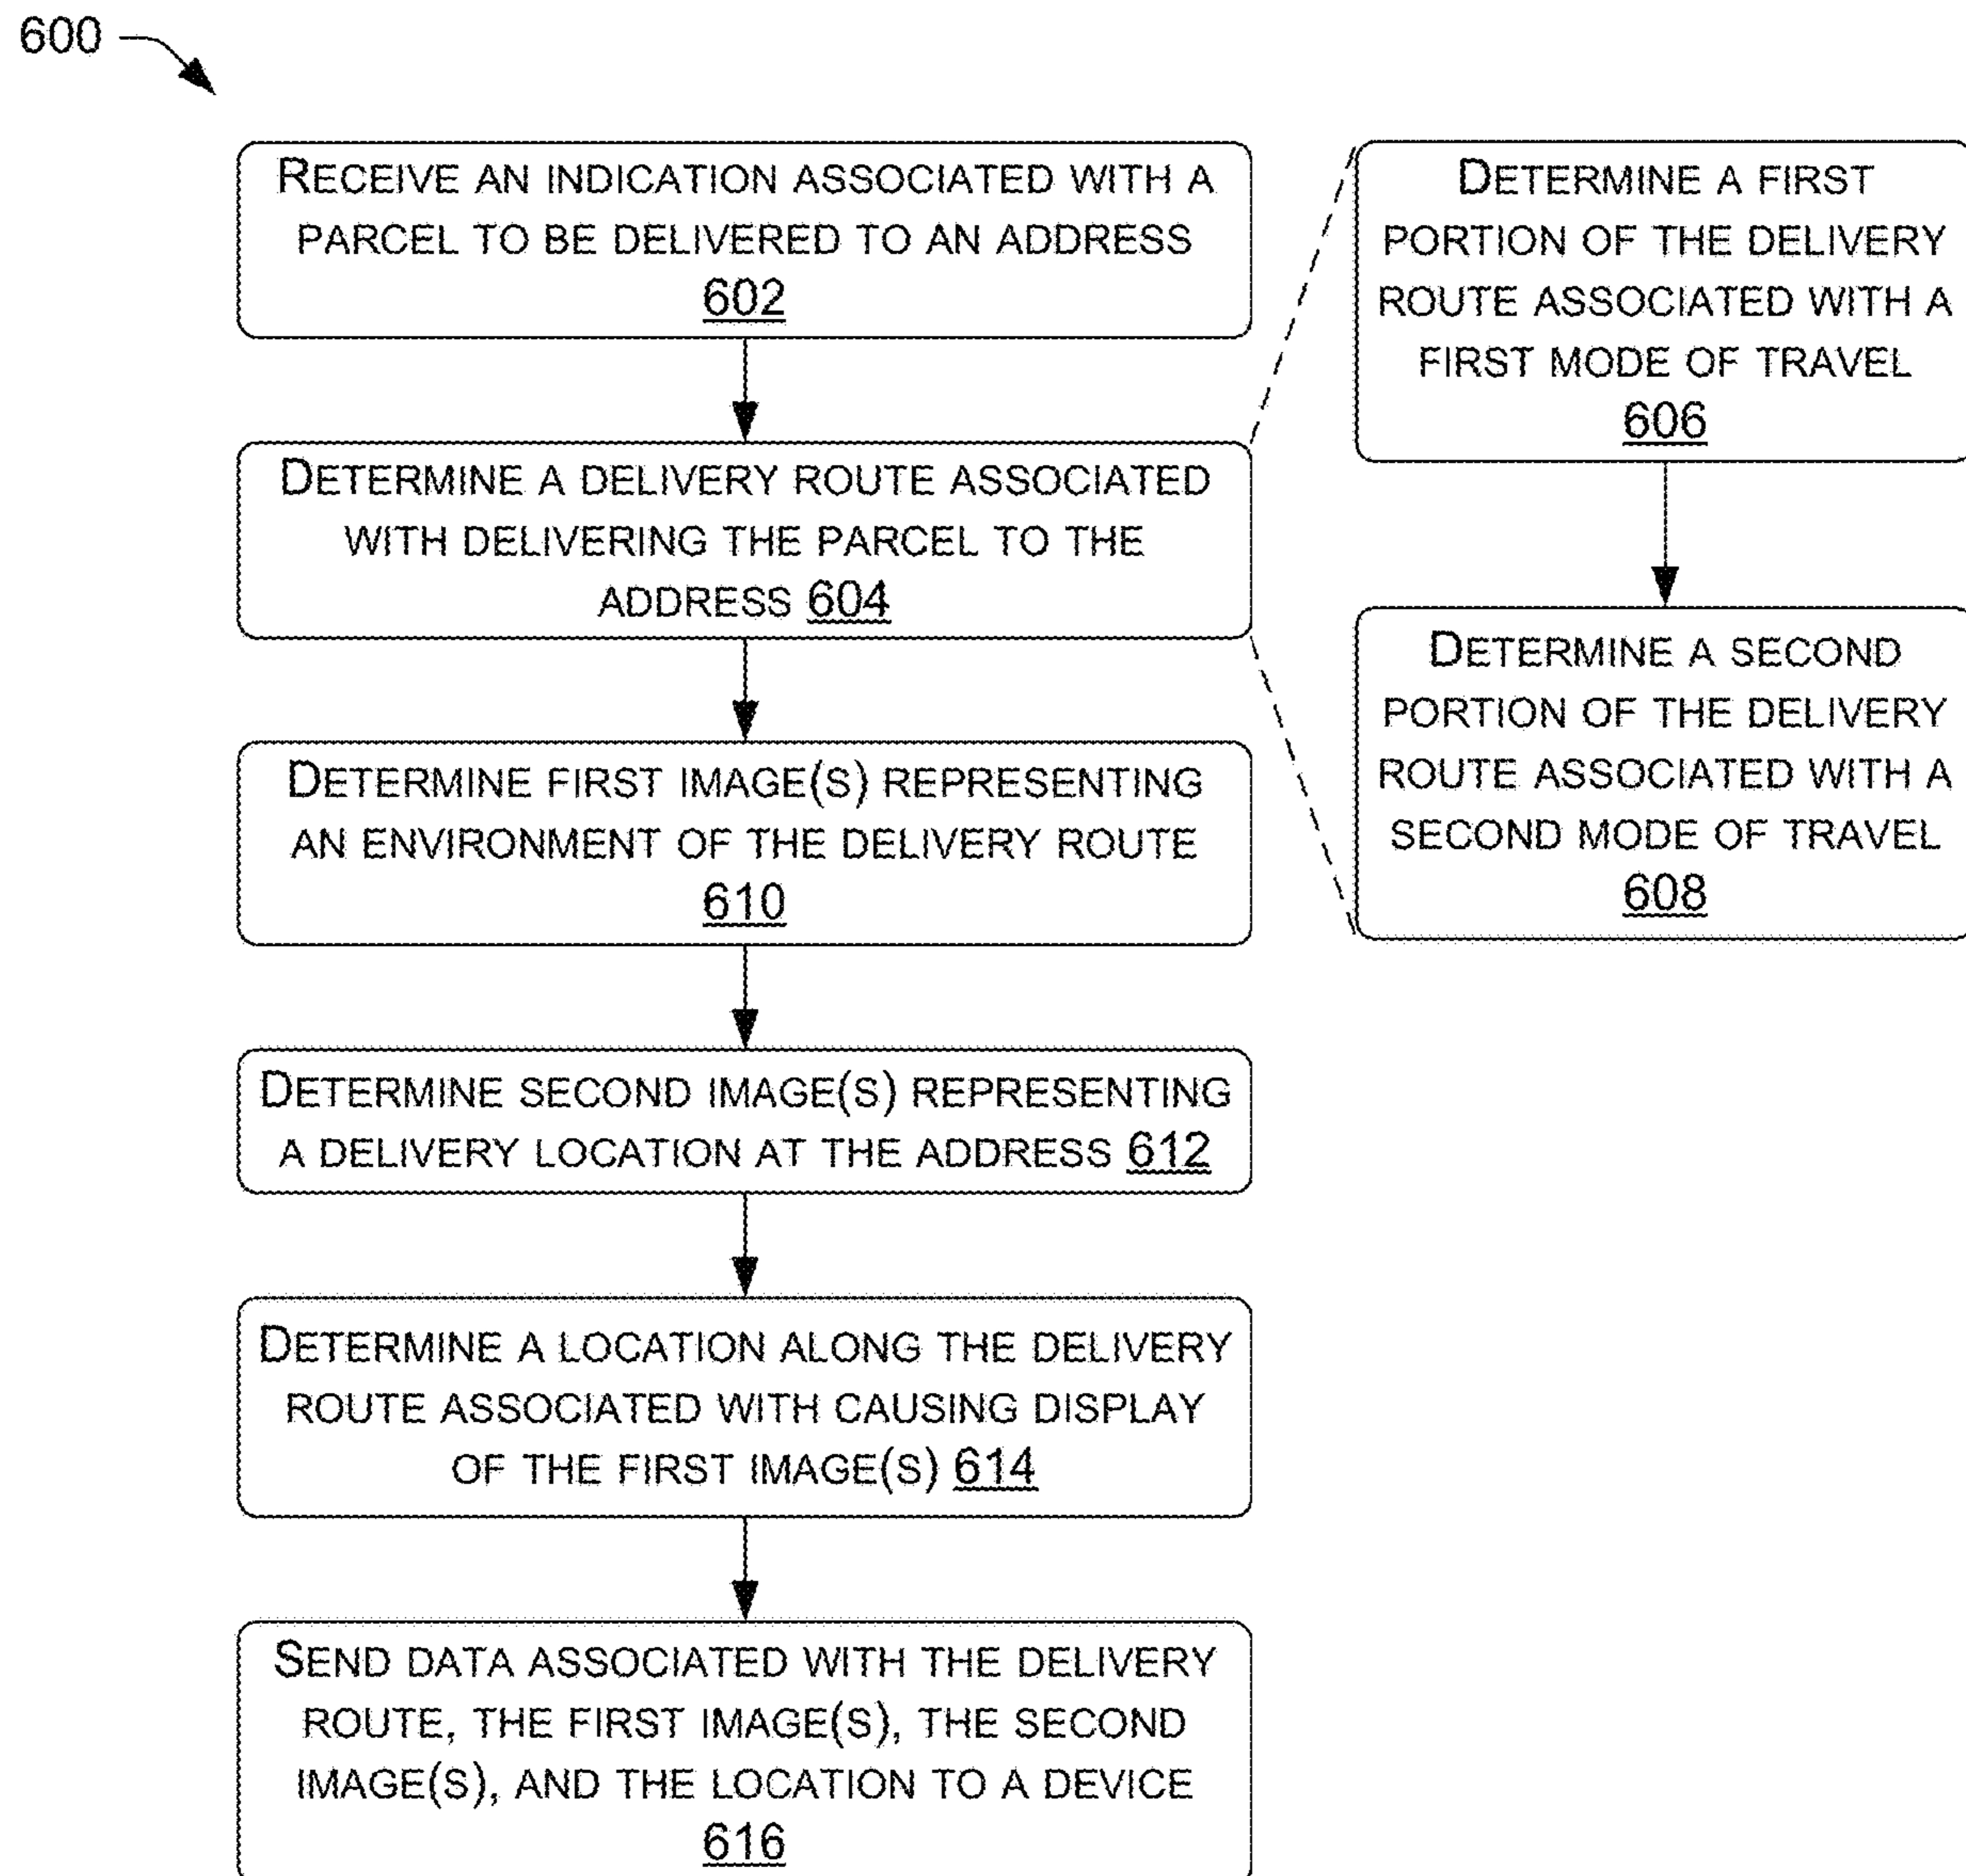 600
RECEIVE AN INDICATION ASSOCIATED WITH A
PARCEL TO BE DELIVERED TO AN ADDRESS
602
DETERMINE A DELIVERY ROUTE ASSOCIATED
WITH DELIVERING THE PARCEL TO THE
ADDRESS 604
DETERMINE A FIRST
PORTION OF THE DELIVERY
ROUTE ASSOCIATED WITH A
FIRST MODE OF TRAVEL
606
DETERMINE A SECOND
PORTION OF THE DELIVERY
ROUTE ASSOCIATED WITH A
SECOND MODE OF TRAVEL
608
DETERMINE FIRST IMAGE(S) REPRESENTING
AN ENVIRONMENT OF THE DELIVERY ROUTE
610
DETERMINE SECOND IMAGE(S) REPRESENTING
A DELIVERY LOCATION AT THE ADDRESS 612
DETERMINE A LOCATION ALONG THE DELIVERY
ROUTE ASSOCIATED WITH CAUSING DISPLAY
OF THE FIRST IMAGE(S) 614
SEND DATA ASSOCIATED WITH THE DELIVERY
ROUTE, THE FIRST IMAGE(S), THE SECOND
IMAGE(S), AND THE LOCATION TO A DEVICE
616